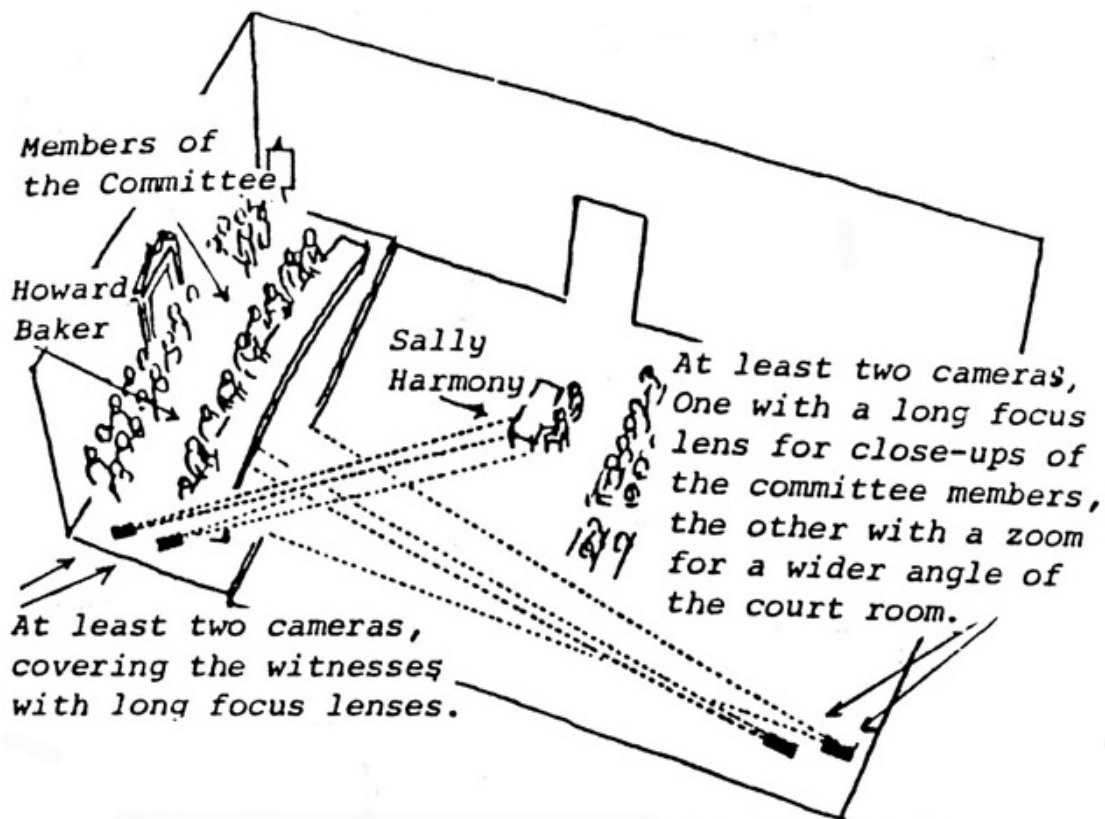 Members of
the Committee
Howard
Baker
Sally
Harmony
At least two cameras,
One with a long focus
lens for close-ups of
the committee members,
the other with a zoom
for a wider angle of
the court room.
At least two cameras,
covering the witnesses
with long focus lenses.